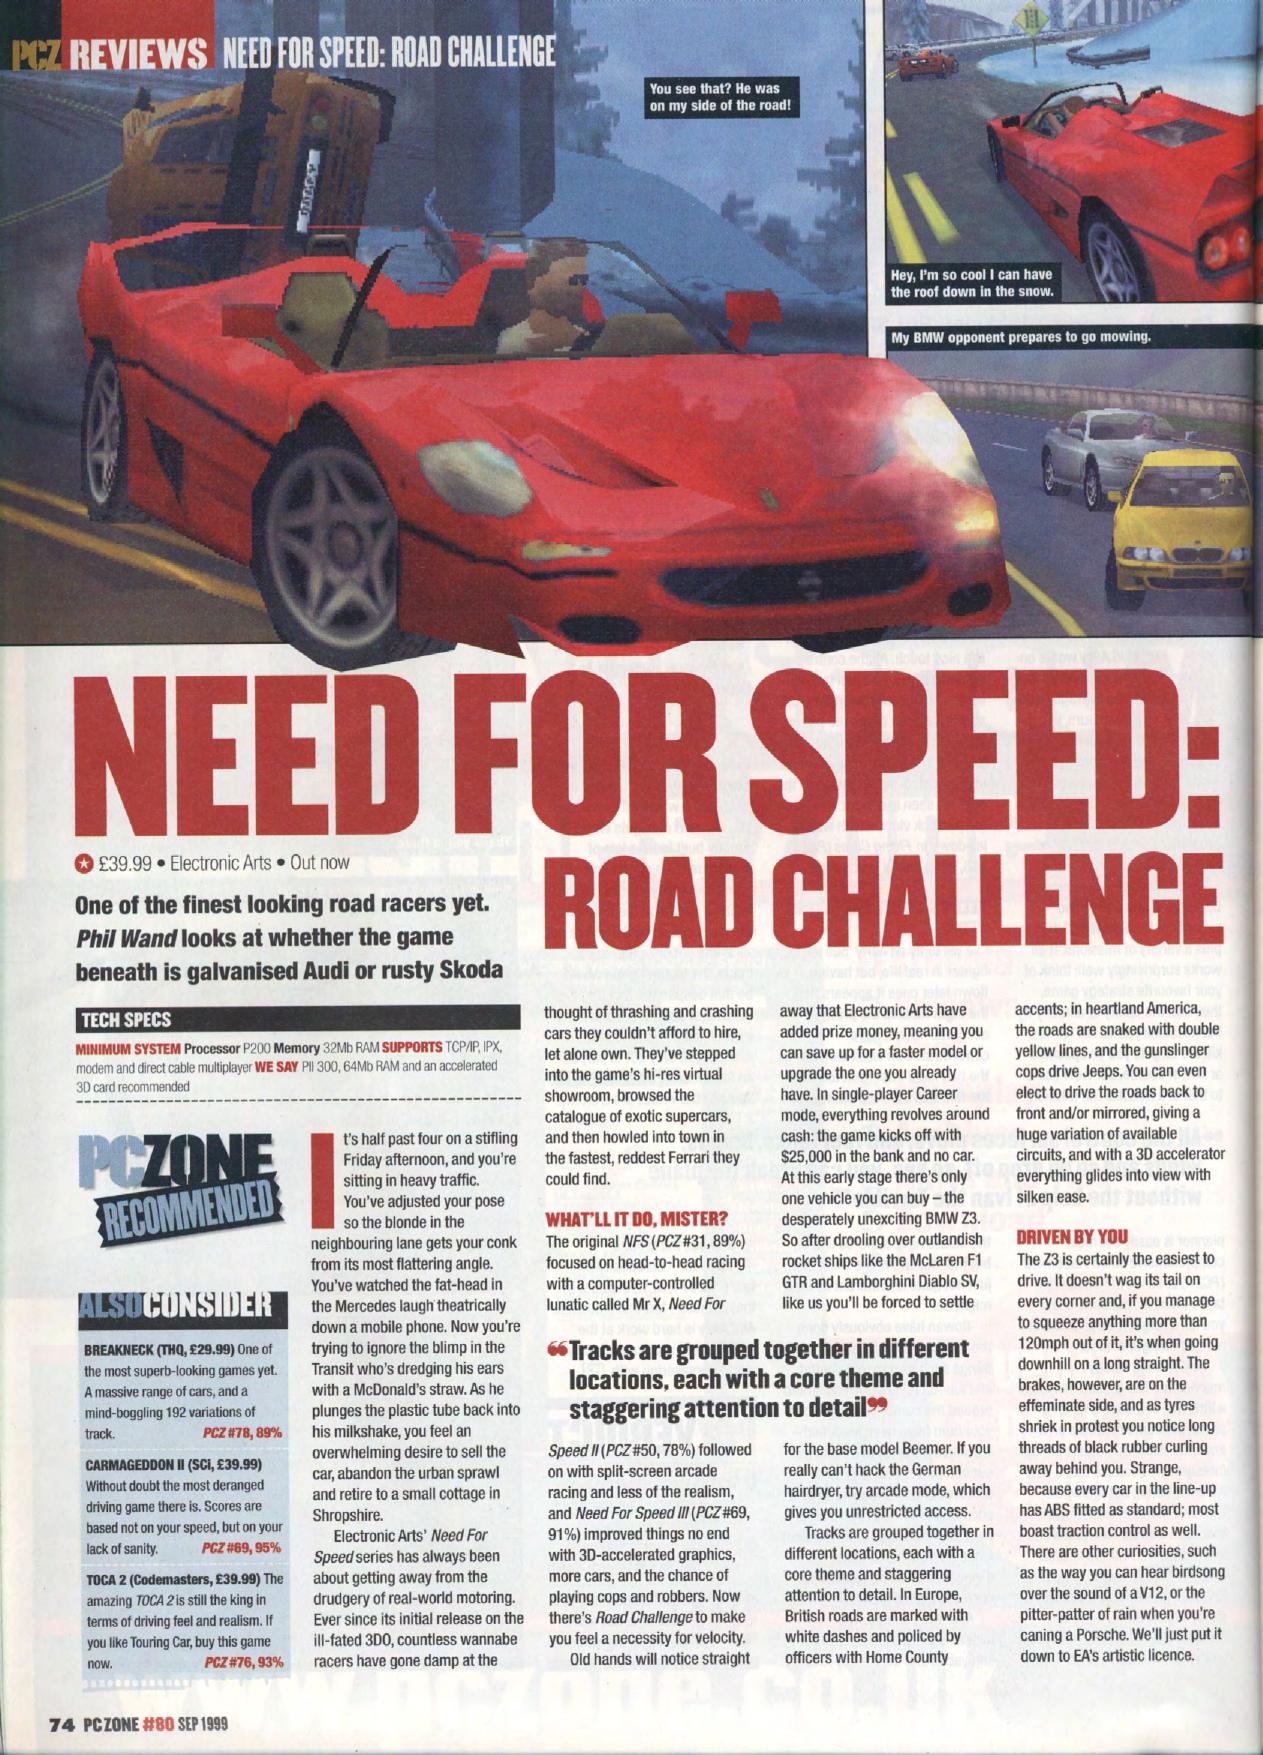 PCZ REVIEWS NEED FOR SPEED: ROAD CHALLENGE
You see that? He was
on my side of the road!
Hey, I'm so cool I can have
the roof down in the snow.
My BMW opponent prepares to go mowing.
NEED FOR SPEED:
ROAD CHALLENGE
£39.99 • Electronic Arts • Out now
One of the finest looking road racers yet.
Phil Wand looks at whether the game
beneath is galvanised Audi or rusty Skoda
TECH SPECS
MINIMUM SYSTEM Processor P200 Memory 32Mb RAM SUPPORTS TCP/IP, IPX,
modem and direct cable multiplayer WE SAY PII 300, 64Mb RAM and an accelerated
3D card recommended
PCZONE
RECOMMENDED
ALSO CONSIDER
BREAKNECK (THQ, £29.99) One of
the most superb-looking games yet.
A massive range of cars, and a
mind-boggling 192 variations of
track. PCZ #78, 89%
CARMAGEDDON II (SCI, £39.99)
Without doubt the most deranged
driving game there is. Scores are
based not on your speed, but on your
lack of sanity. PCZ #69, 95%
TOCA 2 (Codemasters, £39.99) The
amazing TOCA 2 is still the king in
terms of driving feel and realism. If
you like Touring Car, buy this game
now. PCZ #76, 93%
It's half past four on a stifling
Friday afternoon, and you're
sitting in heavy traffic.
You've adjusted your pose
so the blonde in the
neighbouring lane gets your conk
from its most flattering angle.
You've watched the fat-head in
the Mercedes laugh theatrically
down a mobile phone. Now you're
trying to ignore the blimp in the
Transit who's dredging his ears
with a McDonald's straw. As he
plunges the plastic tube back into
his milkshake, you feel an
overwhelming desire to sell the
car, abandon the urban sprawl
and retire to a small cottage in
Shropshire.
Electronic Arts' Need For
Speed series has always been
about getting away from the
drudgery of real-world motoring.
Ever since its initial release on the
ill-fated 3DO, countless wannabe
racers have gone damp at the
thought of thrashing and crashing
cars they couldn't afford to hire,
let alone own. They've stepped
into the game's hi-res virtual
showroom, browsed the
catalogue of exotic supercars,
and then howled into town in
the fastest, reddest Ferrari they
could find.
WHAT'LL IT DO, MISTER?
The original NFS (PCZ #31, 89%)
focused on head-to-head racing
with a computer-controlled
lunatic called Mr X, Need For
Speed II (PCZ #50, 78%) followed
on with split-screen arcade
racing and less of the realism,
and Need For Speed III (PCZ #69,
91%) improved things no end
with 3D-accelerated graphics,
more cars, and the chance of
playing cops and robbers. Now
there's Road Challenge to make
you feel a necessity for velocity.
Old hands will notice straight
away that Electronic Arts have
added prize money, meaning you
can save up for a faster model or
upgrade the one you already
have. In single-player Career
mode, everything revolves around
cash: the game kicks off with
$25,000 in the bank and no car.
At this early stage there's only
one vehicle you can buy – the
desperately unexciting BMW Z3.
So after drooling over outlandish
rocket ships like the McLaren F1
GTR and Lamborghini Diablo SV,
like us you'll be forced to settle
“Tracks are grouped together in different
locations, each with a core theme and
staggering attention to detail”
for the base model Beemer. If you
really can't hack the German
hairdryer, try arcade mode, which
gives you unrestricted access.
Tracks are grouped together in
different locations, each with a
core theme and staggering
attention to detail. In Europe,
British roads are marked with
white dashes and policed by
officers with Home County
accents; in heartland America,
the roads are snaked with double
yellow lines, and the gunslinger
cops drive Jeeps. You can even
elect to drive the roads back to
front and/or mirrored, giving a
huge variation of available
circuits, and with a 3D accelerator
everything glides into view with
silken ease.
DRIVEN BY YOU
The Z3 is certainly the easiest to
drive. It doesn't wag its tail on
every corner and, if you manage
to squeeze anything more than
120mph out of it, it's when going
downhill on a long straight. The
brakes, however, are on the
effeminate side, and as tyres
shriek in protest you notice long
threads of black rubber curling
away behind you. Strange,
because every car in the line-up
has ABS fitted as standard; most
boast traction control as well.
There are other curiosities, such
as the way you can hear birdsong
over the sound of a V12, or the
pitter-patter of rain when you're
caning a Porsche. We'll just put it
down to EA's artistic licence.
74 PCZONE #80 SEP 1999